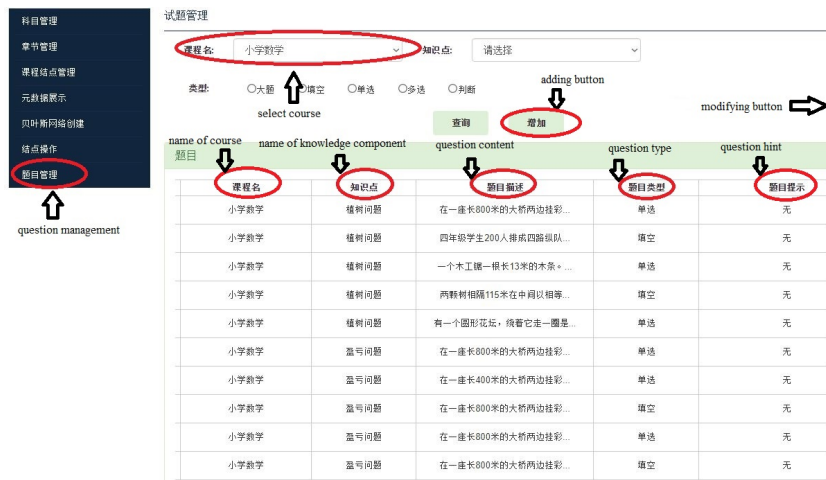 试题管理
科目管理
章节管理
课程结点管理
元数据展示
贝叶斯网络创建
结点操作
题目管理
question management
课程名: 小学数学 知识点: 请选择
select course
类型: 大题 填空 单选 多选 判断
adding button
modifying button
查询 增加
name of course name of knowledge component question content question type question hint
题目
课程名 知识点 题目描述 题目类型 题目提示
小学数学 植树问题 在一座长800米的大桥两边挂彩... 单选 无
小学数学 植树问题 四年级学生200人排成四路纵队... 填空 无
小学数学 植树问题 一个木工锯一根长13米的木条。... 单选 无
小学数学 植树问题 两颗树相隔115米在中间以相等... 填空 无
小学数学 植树问题 有一个圆形花坛，绕着它走一圈是... 单选 无
小学数学 盈亏问题 在一座长800米的大桥两边挂彩... 单选 无
小学数学 盈亏问题 在一座长400米的大桥两边挂彩... 单选 无
小学数学 盈亏问题 在一座长800米的大桥两边挂彩... 填空 无
小学数学 盈亏问题 在一座长800米的大桥两边挂彩... 单选 无
小学数学 盈亏问题 在一座长800米的大桥两边挂彩... 填空 无